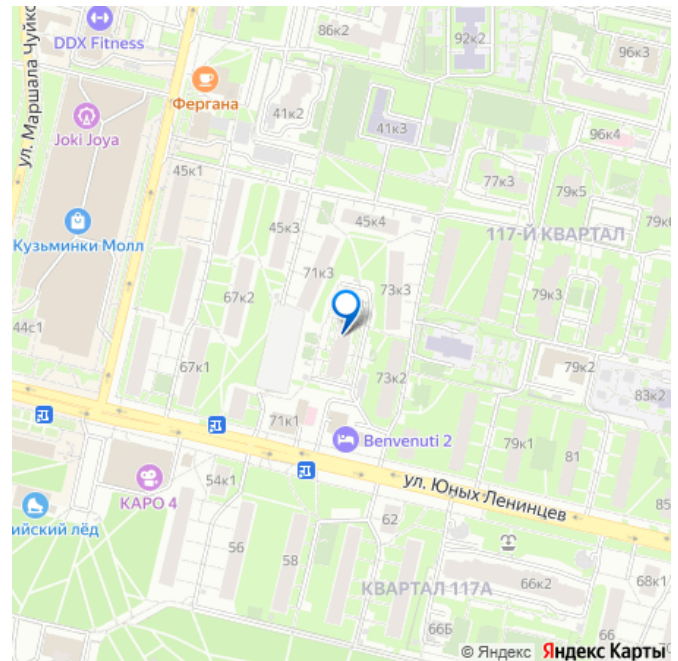 ул. Маршала Чуйко
DDX Fitness
86к2
92к2
96к3
Фергана
41к2
41к3
96к4
Joki Joya
45к1
77к3
79к5
45к3
45к4
79к
117-Й КВАРТАЛ
Кузьминки Молл
71к3
73к3
67к2
79к3
44с1
67к1
73к2
79к2
83к2
71к1
Benvenuti 2
79к1
81
КАРО 4
54к1
ул. Юных Ленинцев
85
ийский лёд
62
56
58
КВАРТАЛ 117А
66к2
68к1
66Б
66
70
© Яндекс Яндекс Карты